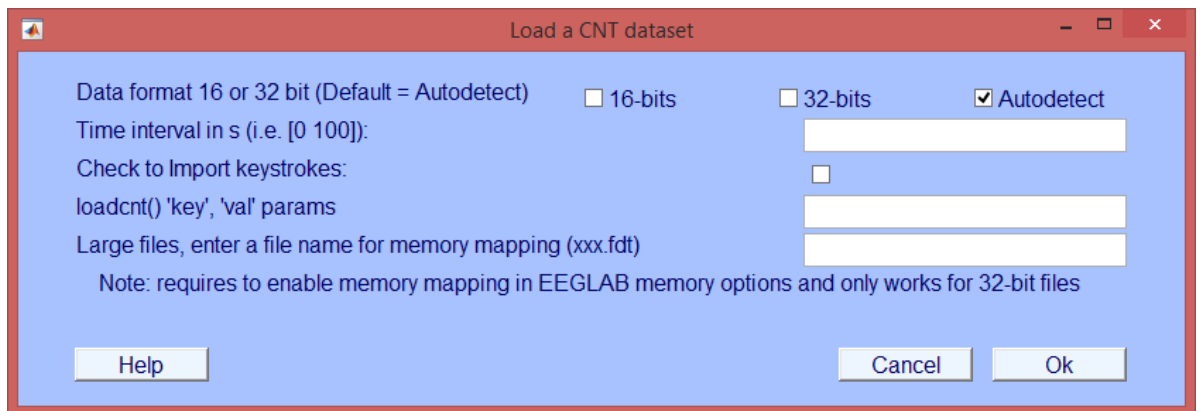 Load a CNT dataset
Data format 16 or 32 bit (Default = Autodetect) 16-bits 32-bits Autodetect
Time interval in s (i.e. [0 100]):
Check to Import keystrokes:
loadcnt() 'key', 'val' params
Large files, enter a file name for memory mapping (xxx.fdt)
Note: requires to enable memory mapping in EEGLAB memory options and only works for 32-bit files
Help Cancel Ok